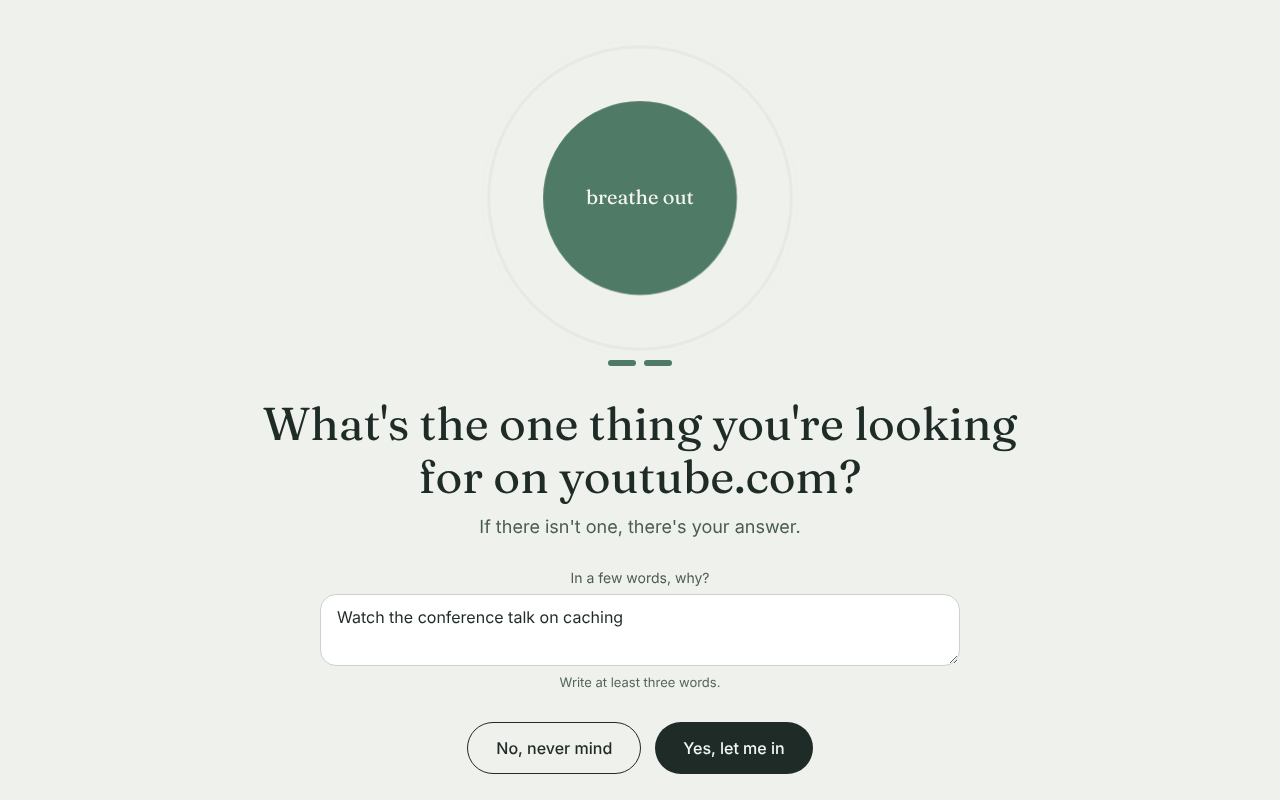 breathe out
What's the one thing you're looking
for on youtube.com?
If there isn't one, there's your answer.
In a few words, why?
Watch the conference talk on caching
Write at least three words.
No, never mind
Yes, let me in